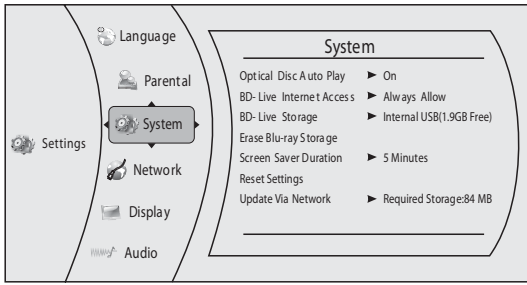 Settings
Language
Parental
System
Network
Display
Audio
System
Optical Disc Auto Play ► On
BD-Live Internet Access ► Always Allow
BD-Live Storage ► Internal USB(1.9GB Free)
Erase Blu-ray Storage
Screen Saver Duration ► 5 Minutes
Reset Settings
Update Via Network ► Required Storage:84 MB